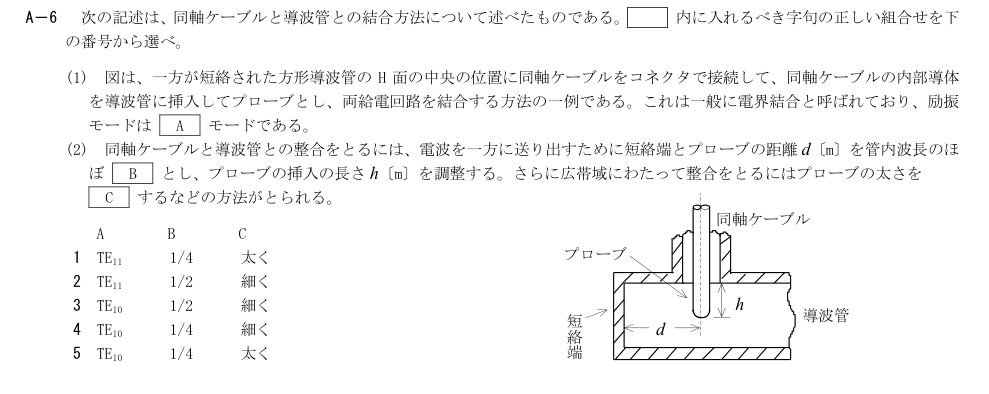 A－6 次の記述は、同軸ケーブルと導波管との結合方法について述べたものである。 内に入れるべき字句の正しい組合せを下
の番号から選べ。
(1) 図は、一方が短絡された方形導波管の H 面の中央の位置に同軸ケーブルをコネクタで接続して、同軸ケーブルの内部導体
を導波管に挿入してプローブとし、両給電回路を結合する方法の一例である。これは一般に電界結合と呼ばれており、励振
モードは A モードである。
(2) 同軸ケーブルと導波管との整合をとるには、電波を一方に送り出すために短絡端とプローブの距離 d〔m〕を管内波長のほ
ぼ B とし、プローブの挿入の長さ h〔m〕を調整する。さらに広帯域にわたって整合をとるにはプローブの太さを
C するなどの方法がとられる。
A B C
1 TE₁₁ 1/4 太く
2 TE₁₁ 1/2 細く
3 TE₁₀ 1/2 細く
4 TE₁₀ 1/4 細く
5 TE₁₀ 1/4 太く
同軸ケーブル
プローブ
h
d
導波管
短絡端